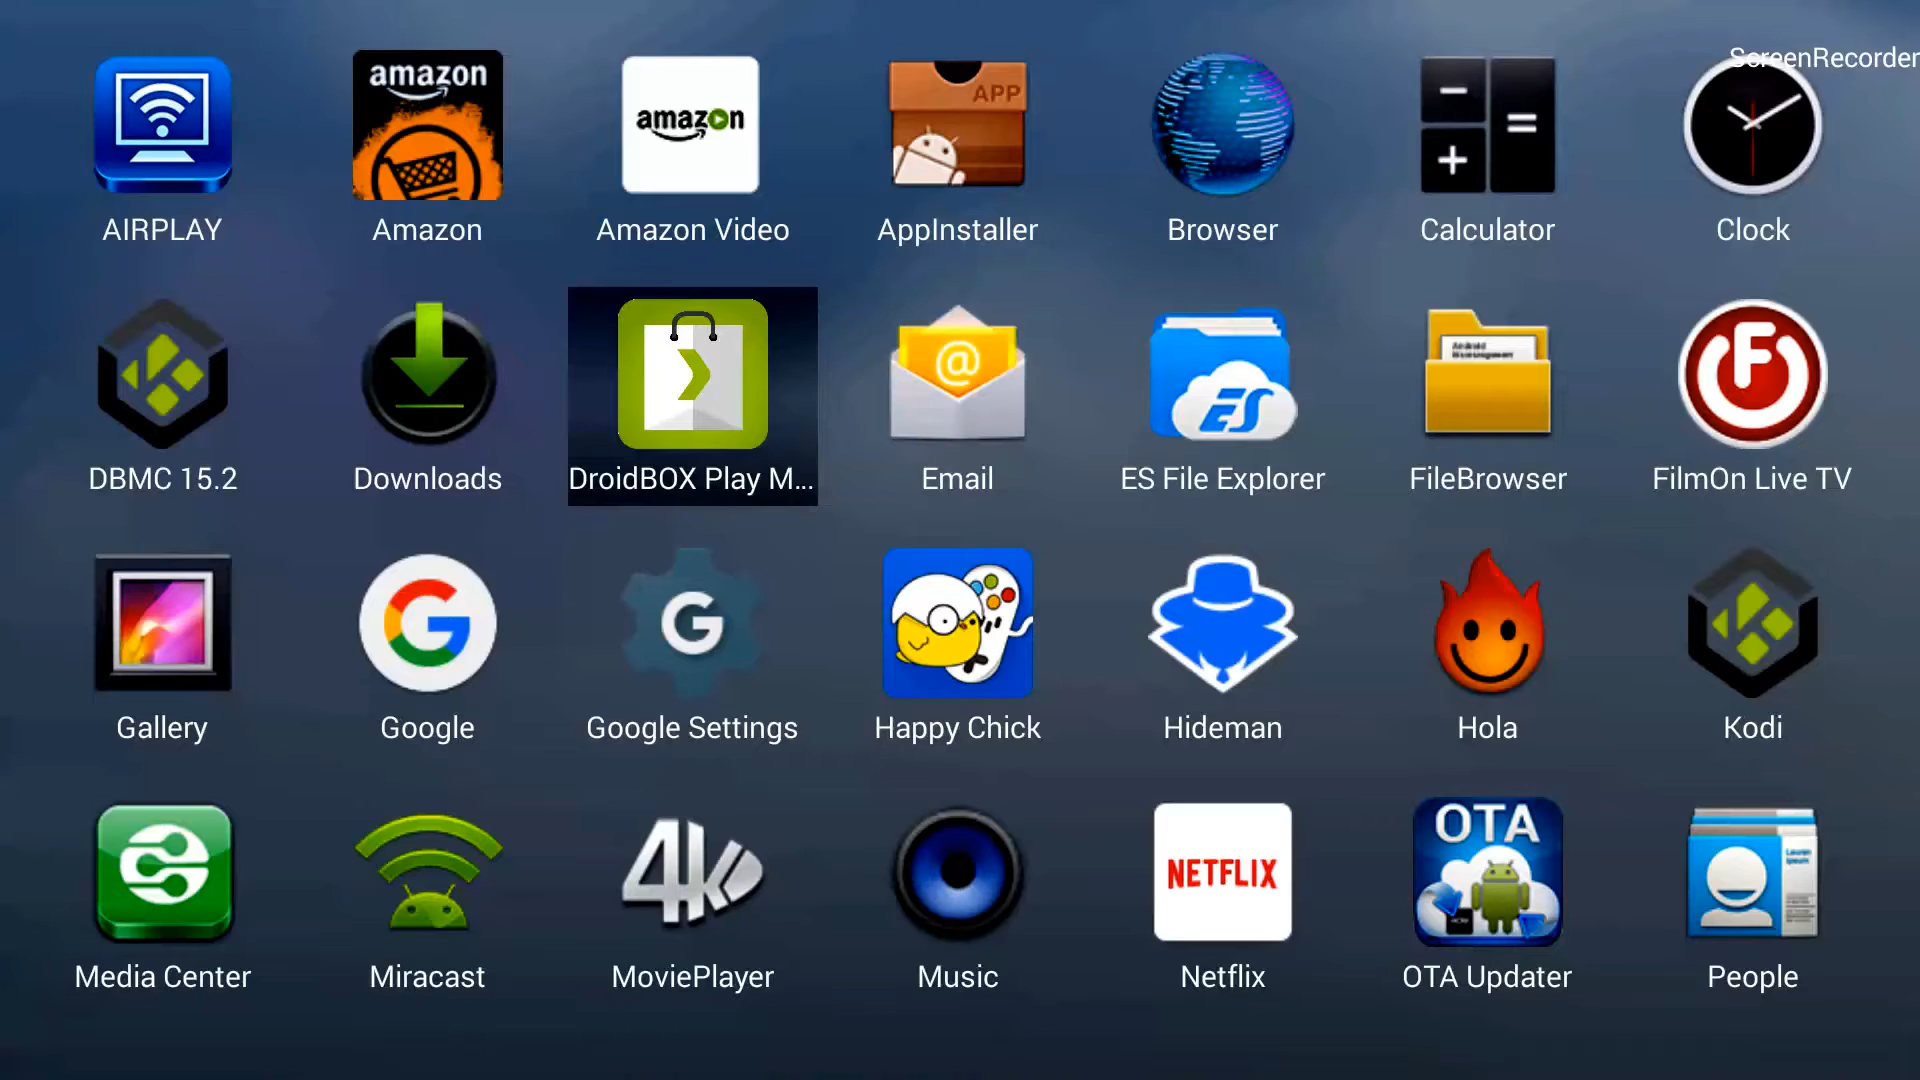 ScreenRecorder
amazon
amazon
APP
AIRPLAY
Amazon
Amazon Video
AppInstaller
Browser
Calculator
Clock
@
ES
F
DBMC 15.2
Downloads
DroidBOX Play M...
Email
ES File Explorer
FileBrowser
FilmOn Live TV
G
G
Gallery
Google
Google Settings
Happy Chick
Hideman
Hola
Kodi
4K
NETFLIX
OTA
Media Center
Miracast
MoviePlayer
Music
Netflix
OTA Updater
People